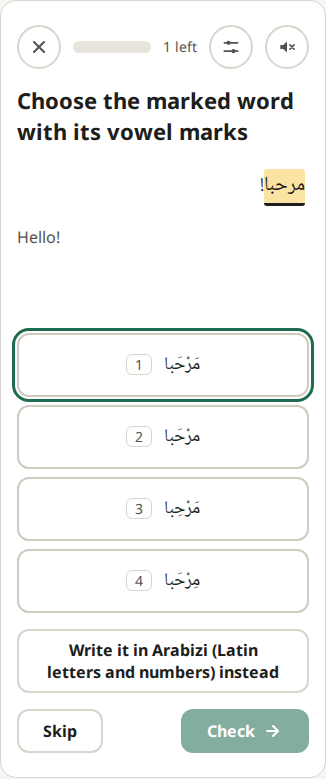 1 left
Choose the marked word
with its vowel marks
مرحبا!
Hello!
1 مَرْحَبا
2
3 مَرْحِبا
4 مِرْحَبا
Write it in Arabizi (Latin
letters and numbers) instead
Skip
Check →